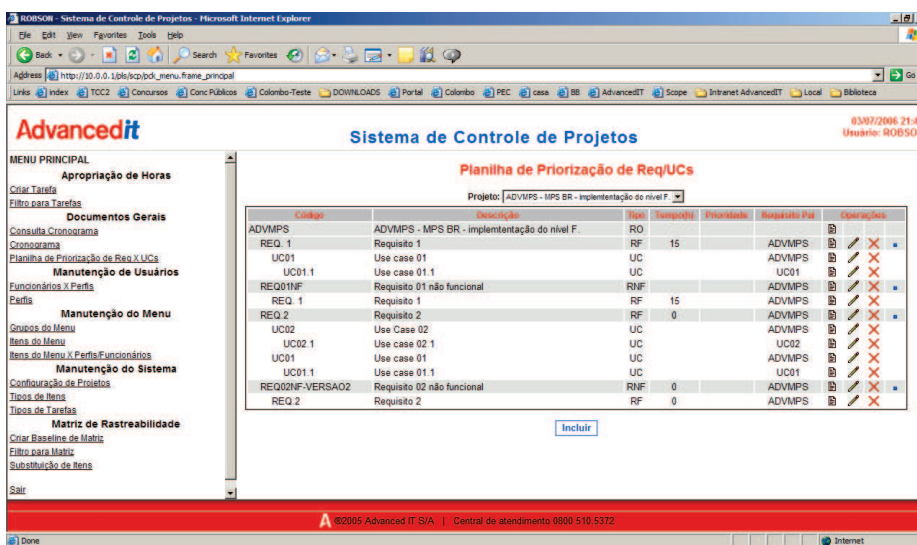 ROBSON - Sistema de Controle de Projetos - Microsoft Internet Explorer
File Edit View Favorites Tools Help
Back Search Favorites
Address http://10.0.0.1/pls/scp/pck_menu.frame_principal Go
Links index TCC2 Concursos Conc Públicos Colombo-Teste DOWNLOADS Portal Colombo PEC casa BB AdvancedIT Scope Intranet AdvancedIT Local Biblioteca
Advancedit
Sistema de Controle de Projetos
03/07/2006 21:4
Usuário: ROBSO
MENU PRINCIPAL
Apropriação de Horas
Criar Tarefa
Filtro para Tarefas
Documentos Gerais
Consulta Cronograma
Cronograma
Planilha de Priorização de Req X UCs
Manutenção de Usuários
Funcionários X Perfis
Perfis
Manutenção do Menu
Grupos do Menu
Itens do Menu
Itens do Menu X Perfis/Funcionários
Manutenção do Sistema
Configuração de Projetos
Tipos de Itens
Tipos de Tarefas
Matriz de Rastreabilidade
Criar Baseline de Matriz
Filtro para Matriz
Substituição de Itens
Sair
Planilha de Priorização de Req/UCs
Projeto: ADVMPS - MPS BR - implemtentação do nível F.
Código Descrição Tipo Tempo(h) Prioridade Requisito Pai Operações
ADVMPS ADVMPS - MPS BR - implemtentação do nível F. RO
REQ. 1 Requisito 1 RF 15 ADVMPS
UC01 Use case 01 UC ADVMPS
UC01.1 Use case 01.1 UC UC01
REQ01NF Requisito 01 não funcional RNF ADVMPS
REQ. 1 Requisito 1 RF 15 ADVMPS
REQ.2 Requisito 2 RF 0 ADVMPS
UC02 Use Case 02 UC ADVMPS
UC02.1 Use case 02.1 UC UC02
UC01 Use case 01 UC ADVMPS
UC01.1 Use case 01.1 UC UC01
REQ02NF-VERSAO2 Requisito 02 não funcional RNF 0 ADVMPS
REQ.2 Requisito 2 RF 0 ADVMPS
Incluir
©2005 Advanced IT S/A | Central de atendimento 0800 510 5372
Done Internet